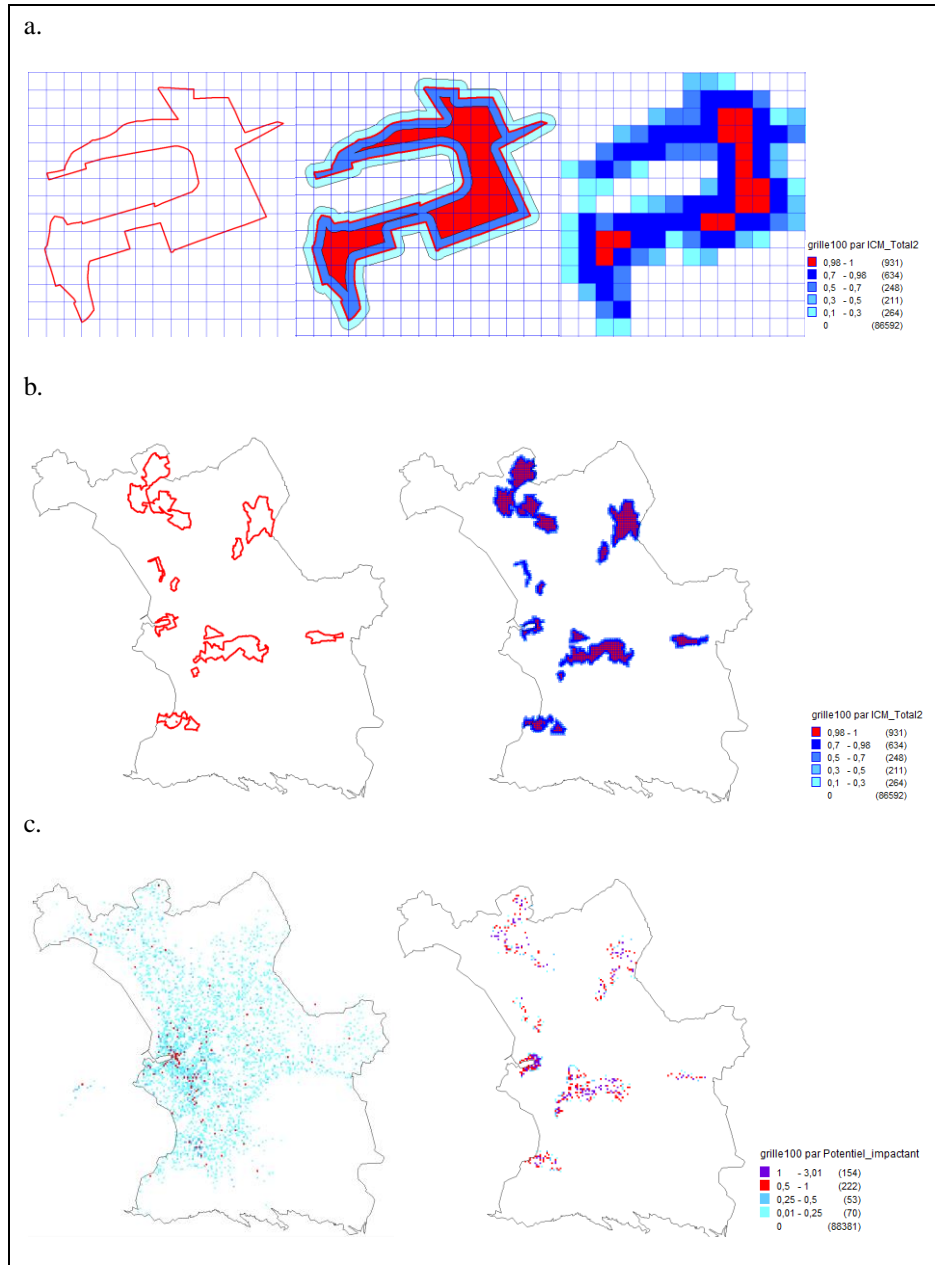 a.
grille100 par ICM_Total2
0,98 - 1 (931)
0,7 - 0,98 (634)
0,5 - 0,7 (248)
0,3 - 0,5 (211)
0,1 - 0,3 (264)
0 (86592)
b.
grille100 par ICM_Total2
0,98 - 1 (931)
0,7 - 0,98 (634)
0,5 - 0,7 (248)
0,3 - 0,5 (211)
0,1 - 0,3 (264)
0 (86592)
c.
grille100 par Potentiel_impactant
1 - 3,01 (154)
0,5 - 1 (222)
0,25 - 0,5 (53)
0,01 - 0,25 (70)
0 (88381)